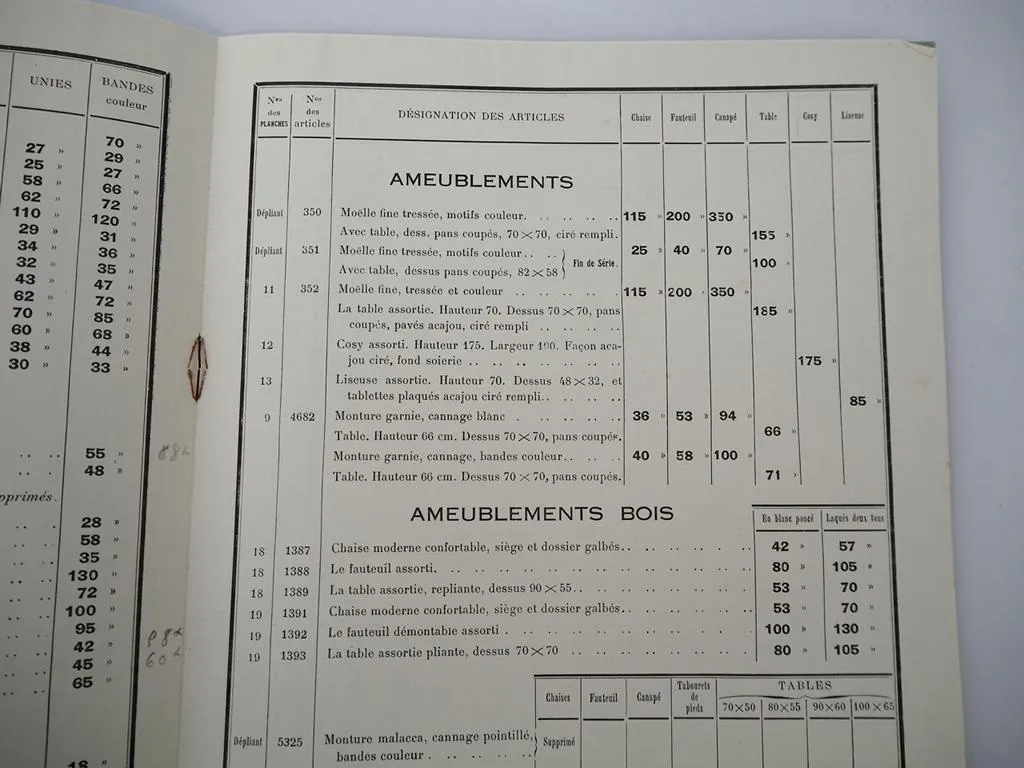 UNIES BANDES
couleur
27 » 70 »
25 » 29 »
58 » 27 »
62 » 66 »
110 » 72 »
29 » 120 »
34 » 31 »
32 » 36 »
43 » 35 »
62 » 47 »
70 » 72 »
60 » 85 »
38 » 68 »
30 » 44 »
33 »
55 »
48 »
pprimés.
28 »
58 »
35 »
130 »
72 »
100 »
95 »
42 »
45 »
65 »
18 »
Nos des PLANCHES Nos des articles DÉSIGNATION DES ARTICLES Chaise Fauteuil Canapé Table Cosy Liseuse
AMEUBLEMENTS
Dépliant 350 Moëlle fine tressée, motifs couleur. . . . . . . 115 » 200 » 350 »
Avec table, dess. pans coupés, 70×70, ciré rempli. 155 »
Dépliant 351 Moëlle fine tressée, motifs couleur. . . 25 » 40 » 70 »
Fin de Série.
Avec table, dessus pans coupés, 82×58 100 »
11 352 Moëlle fine, tressée et couleur . . . . . . 115 » 200 » 350 »
La table assortie. Hauteur 70. Dessus 70×70, pans 185 »
coupés, pavés acajou, ciré rempli . . . . .
12 Cosy assorti. Hauteur 175. Largeur 100. Façon aca-
jou ciré, fond soierie . . . . . . . . 175 »
13 Liseuse assortie. Hauteur 70. Dessus 48×32, et
tablettes plaqués acajou ciré rempli. . . . . 85 »
9 4682 Monture garnie, cannage blanc . . . . . . 36 » 53 » 94 »
Table. Hauteur 66 cm. Dessus 70×70, pans coupés. 66 »
Monture garnie, cannage, bandes couleur. . . . 40 » 58 » 100 »
Table. Hauteur 66 cm. Dessus 70×70, pans coupés. 71 »
AMEUBLEMENTS BOIS En blanc poncé Laqués deux tons
18 1387 Chaise moderne confortable, siège et dossier galbés. . . . . . . 42 » 57 »
18 1388 Le fauteuil assorti. . . . . . . . . . . . . . 80 » 105 »
18 1389 La table assortie, repliante, dessus 90×55. . . . . . . . . 53 » 70 »
19 1391 Chaise moderne confortable, siège et dossier galbés. . . . . . . 53 » 70 »
19 1392 Le fauteuil démontable assorti . . . . . . . . . . . 100 » 130 »
19 1393 La table assortie pliante, dessus 70×70 . . . . . . . . 80 » 105 »
Chaises Fauteuil Canapé Tabourets de pieds TABLES
70×50 80×55 90×60 100×65
Dépliant 5325 Monture malacca, cannage pointillé, Supprimé
bandes couleur . . . . . .